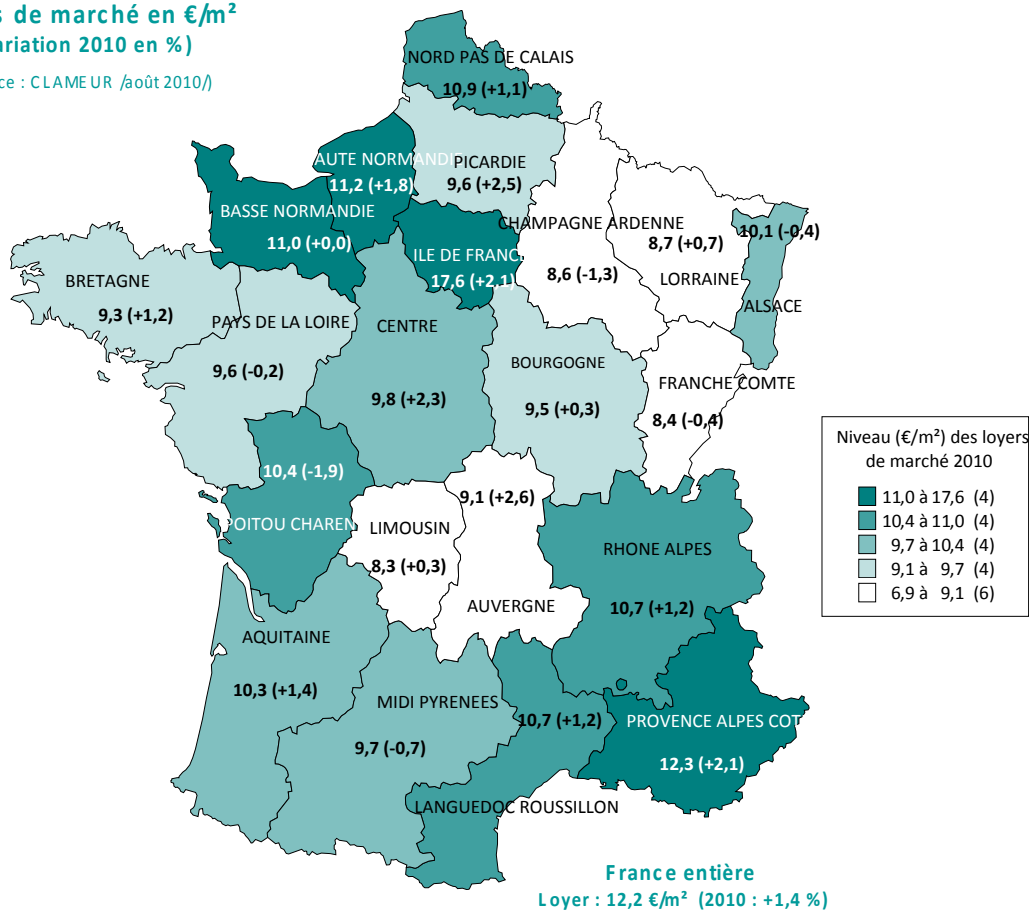 s de marché en €/m²
ariation 2010 en %)
ce : CLAMEUR /août 2010/)
NORD PAS DE CALAIS
10,9 (+1,1)
AUTE NORMANDIE
11,2 (+1,8)
PICARDIE
9,6 (+2,5)
BASSE NORMANDIE
11,0 (+0,0)
ILE DE FRANC
17,6 (+2,1)
CHAMPAGNE ARDENNE
8,6 (-1,3)
8,7 (+0,7)
LORRAINE
10,1 (-0,4)
ALSACE
BRETAGNE
9,3 (+1,2)
PAYS DE LA LOIRE
9,6 (-0,2)
CENTRE
9,8 (+2,3)
BOURGOGNE
9,5 (+0,3)
FRANCHE COMTE
8,4 (-0,4)
10,4 (-1,9)
POITOU CHAREN
LIMOUSIN
8,3 (+0,3)
9,1 (+2,6)
AUVERGNE
RHONE ALPES
10,7 (+1,2)
AQUITAINE
10,3 (+1,4)
MIDI PYRENEES
9,7 (-0,7)
10,7 (+1,2)
LANGUEDOC ROUSSILLON
PROVENCE ALPES COT
12,3 (+2,1)
Niveau (€/m²) des loyers
de marché 2010
11,0 à 17,6 (4)
10,4 à 11,0 (4)
9,7 à 10,4 (4)
9,1 à 9,7 (4)
6,9 à 9,1 (6)
France entière
Loyer : 12,2 €/m² (2010 : +1,4 %)